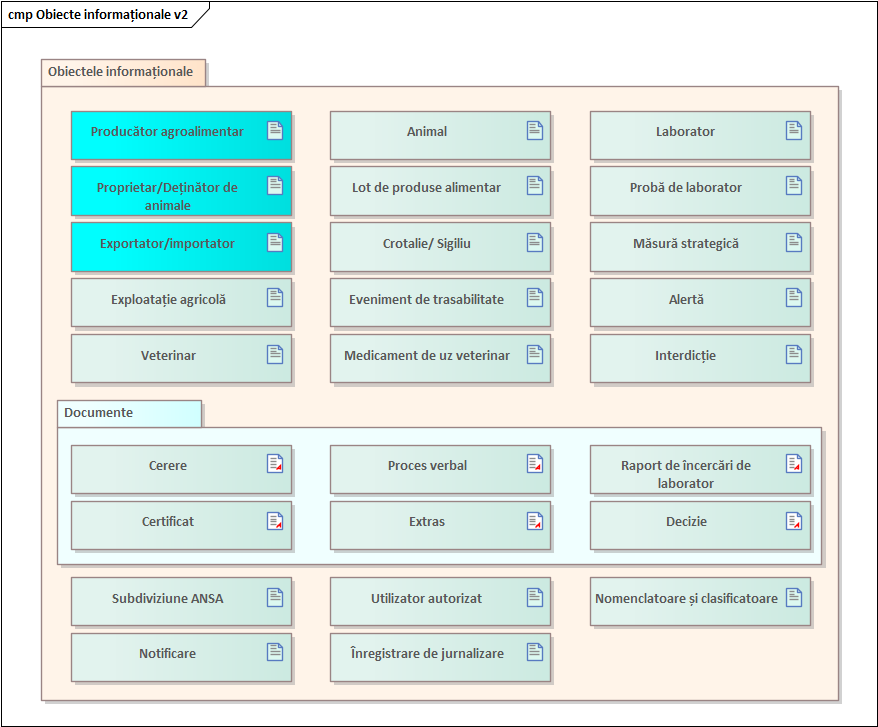 cmp Obiecte informaționale v2
Obiectele informaționale
Producător agroalimentar
Animal
Laborator
Proprietar/Deținător de
animale
Lot de produse alimentar
Probă de laborator
Exportator/importator
Crotalie/ Sigiliu
Măsură strategică
Exploatație agricolă
Eveniment de trasabilitate
Alertă
Veterinar
Medicament de uz veterinar
Interdicție
Documente
Cerere
Proces verbal
Raport de încercări de
laborator
Certificat
Extras
Decizie
Subdiviziune ANSA
Utilizator autorizat
Nomenclatoare și clasificatoare
Notificare
Înregistrare de jurnalizare